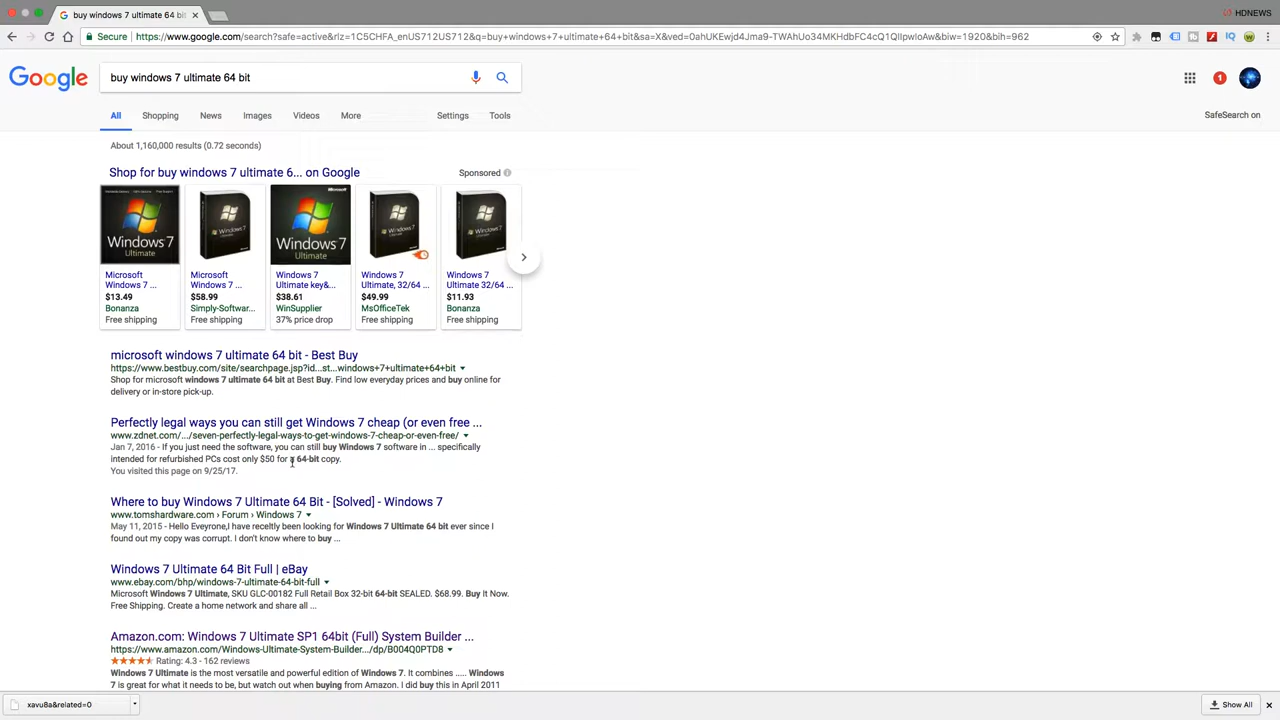 buy windows 7 ultimate 64 bit
HDNEWS
Secure
https://www.google.com/search?safe=active&rlz=1C5CHFA_enUS712US712&q=buy+windows+7+ultimate+64+bit&sa=X&ved=0ahUKEwjd4Jma9-TWAhUo34MKHdbFC4cQ1QIIpwIoAw&biw=1920&bih=962
Google
buy windows 7 ultimate 64 bit
1
All Shopping News Images Videos More Settings Tools
SafeSearch on
About 1,160,000 results (0.72 seconds)
Shop for buy windows 7 ultimate 6... on Google
Sponsored
Windows 7
Ultimate
Microsoft
Windows 7
Ultimate
Microsoft
Windows 7 ...
$13.49
Bonanza
Free shipping
Microsoft
Windows 7 ...
$58.99
Simply-Softwar...
Free shipping
Windows 7
Ultimate key&...
$38.61
WinSupplier
37% price drop
Windows 7
Ultimate, 32/64 ...
$49.99
MsOfficeTek
Free shipping
Windows 7
Ultimate 32/64 ...
$11.93
Bonanza
Free shipping
microsoft windows 7 ultimate 64 bit - Best Buy
https://www.bestbuy.com/site/searchpage.jsp?id...st...windows+7+ultimate+64+bit
Shop for microsoft windows 7 ultimate 64 bit at Best Buy. Find low everyday prices and buy online for
delivery or in-store pick-up.
Perfectly legal ways you can still get Windows 7 cheap (or even free ...
www.zdnet.com/.../seven-perfectly-legal-ways-to-get-windows-7-cheap-or-even-free/
Jan 7, 2016 - If you just need the software, you can still buy Windows 7 software in ... specifically
intended for refurbished PCs cost only $50 for a 64-bit copy.
You visited this page on 9/25/17.
Where to buy Windows 7 Ultimate 64 Bit - [Solved] - Windows 7
www.tomshardware.com › Forum › Windows 7
May 11, 2015 - Hello Eveyrone,I have receltly been looking for Windows 7 Ultimate 64 bit ever since I
found out my copy was corrupt. I don't know where to buy ...
Windows 7 Ultimate 64 Bit Full | eBay
www.ebay.com/bhp/windows-7-ultimate-64-bit-full
Microsoft Windows 7 Ultimate, SKU GLC-00182 Full Retail Box 32-bit 64-bit SEALED. $68.99. Buy It Now.
Free Shipping. Create a home network and share all ...
Amazon.com: Windows 7 Ultimate SP1 64bit (Full) System Builder ...
https://www.amazon.com/Windows-Ultimate-System-Builder.../dp/B004Q0PTD8
Rating: 4.3 - 162 reviews
Windows 7 Ultimate is the most versatile and powerful edition of Windows 7. It combines ..... Windows
7 is great for what it needs to be, but watch out when buying from Amazon. I did buy this in April 2011
xavu8a&related=0
Show All